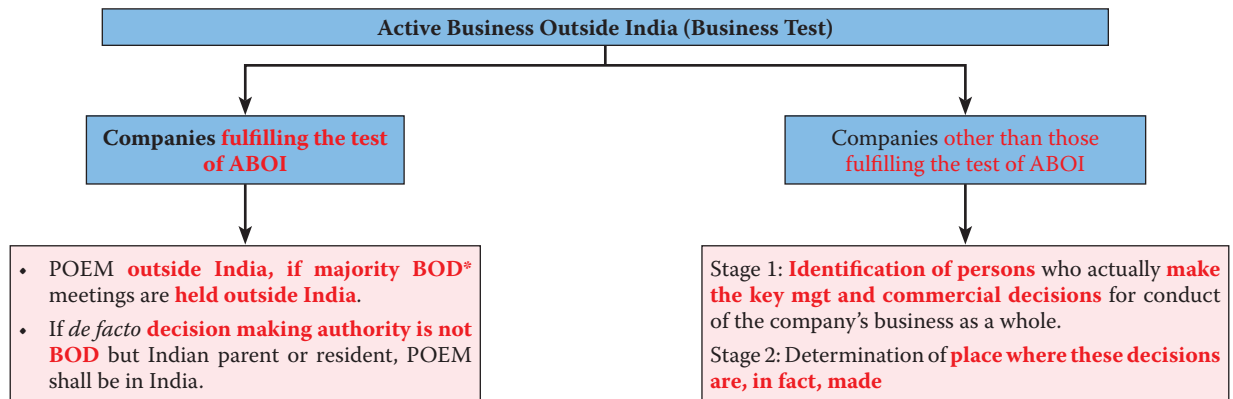 Active Business Outside India (Business Test)
Companies fulfilling the test
of ABOI
Companies other than those
fulfilling the test of ABOI
• POEM outside India, if majority BOD*
meetings are held outside India.
• If de facto decision making authority is not
BOD but Indian parent or resident, POEM
shall be in India.
Stage 1: Identification of persons who actually make
the key mgt and commercial decisions for conduct
of the company's business as a whole.
Stage 2: Determination of place where these decisions
are, in fact, made